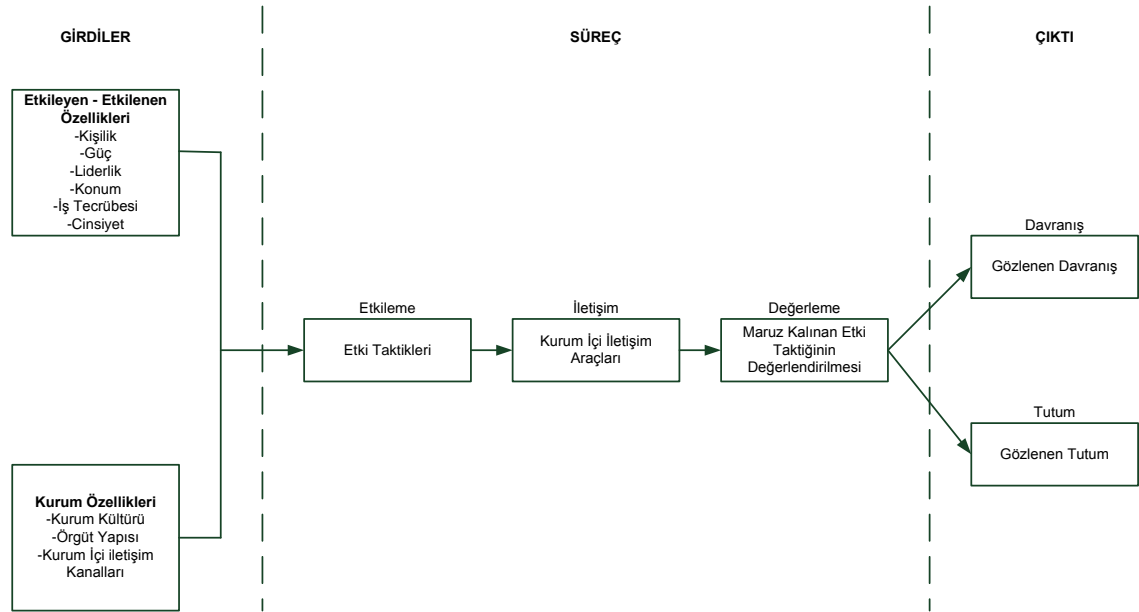 GİRDİLER
SÜREÇ
ÇIKTI
Etkileyen - Etkilenen
Özellikleri
-Kişilik
-Güç
-Liderlik
-Konum
-İş Tecrübesi
-Cinsiyet
Kurum Özellikleri
-Kurum Kültürü
-Örgüt Yapısı
-Kurum İçi iletişim
Kanalları
Etkileme
Etki Taktikleri
İletişim
Kurum İçi İletişim
Araçları
Değerleme
Maruz Kalınan Etki
Taktiğinin
Değerlendirilmesi
Davranış
Gözlenen Davranış
Tutum
Gözlenen Tutum